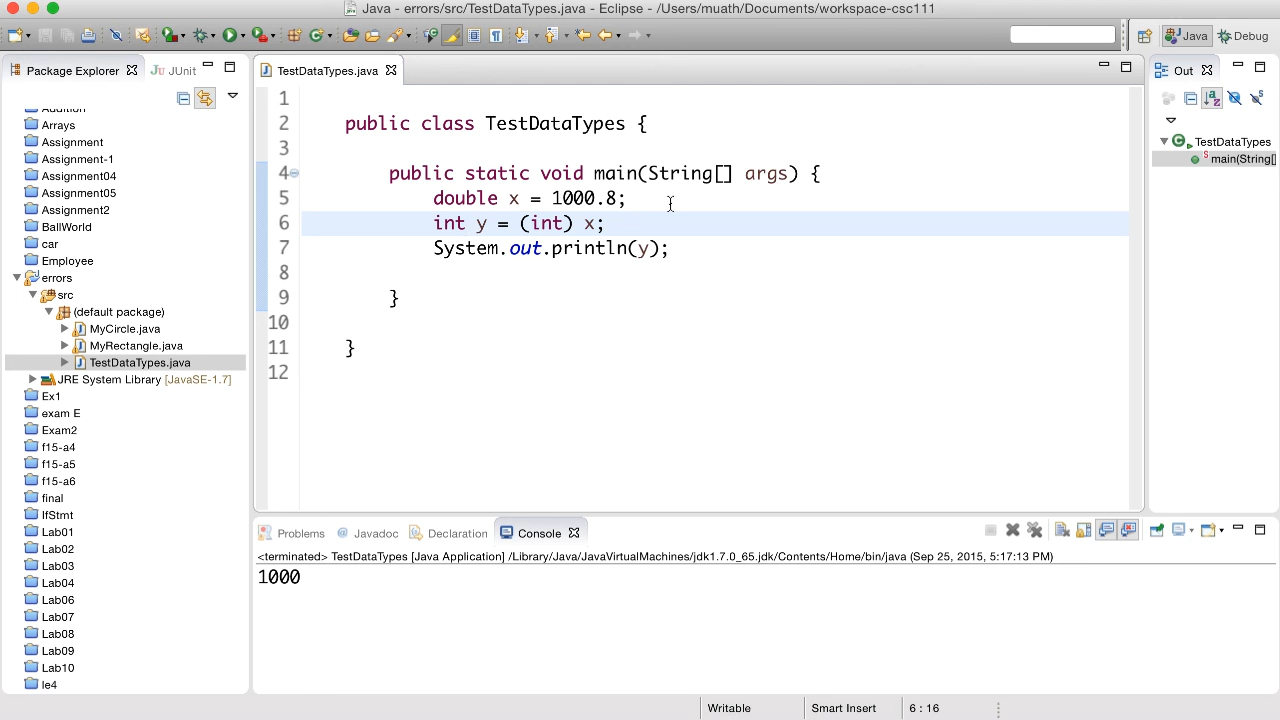 Java - errors/src/TestDataTypes.java - Eclipse - /Users/muath/Documents/workspace-csc111
Java
Debug
Package Explorer
JUnit
TestDataTypes.java
Out
Addition
Arrays
Assignment
Assignment-1
Assignment04
Assignment05
Assignment2
BallWorld
car
Employee
errors
src
(default package)
MyCircle.java
MyRectangle.java
TestDataTypes.java
JRE System Library [JavaSE-1.7]
Ex1
exam E
Exam2
f15-a4
f15-a5
f15-a6
final
IfStmt
Lab01
Lab02
Lab03
Lab04
Lab06
Lab07
Lab08
Lab09
Lab10
le4
1
2 public class TestDataTypes {
3
4 public static void main(String[] args) {
5 double x = 1000.8;
6 int y = (int) x;
7 System.out.println(y);
8
9 }
10
11 }
12
TestDataTypes
main(String[]
Problems
@ Javadoc
Declaration
Console
<terminated> TestDataTypes [Java Application] /Library/Java/JavaVirtualMachines/jdk1.7.0_65.jdk/Contents/Home/bin/java (Sep 25, 2015, 5:17:13 PM)
1000
Writable
Smart Insert
6 : 16